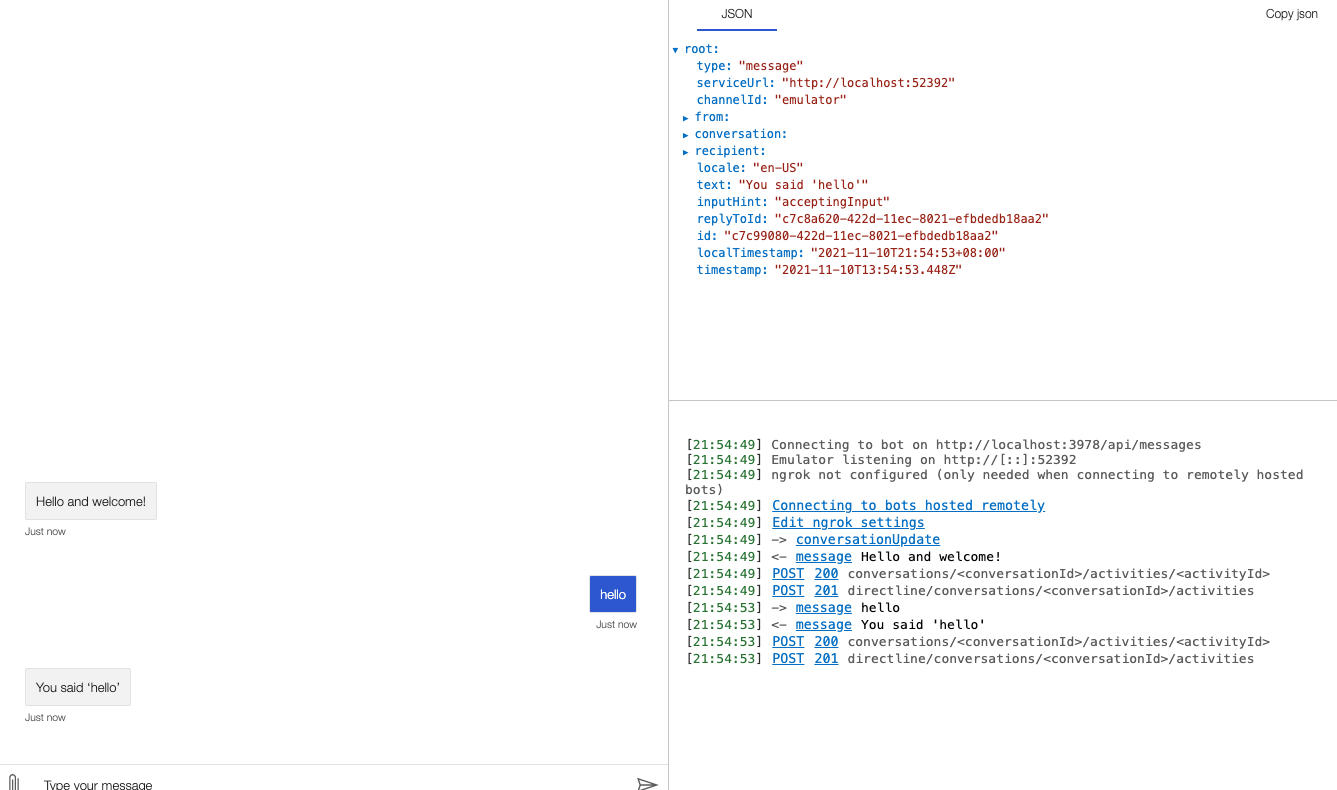 Hello and welcome!
Just now
hello
Just now
You said ‘hello’
Just now
Type your message
JSON
Copy json
root:
type: "message"
serviceUrl: "http://localhost:52392"
channelId: "emulator"
from:
conversation:
recipient:
locale: "en-US"
text: "You said 'hello'"
inputHint: "acceptingInput"
replyToId: "c7c8a620-422d-11ec-8021-efbdedb18aa2"
id: "c7c99080-422d-11ec-8021-efbdedb18aa2"
localTimestamp: "2021-11-10T21:54:53+08:00"
timestamp: "2021-11-10T13:54:53.448Z"
[21:54:49] Connecting to bot on http://localhost:3978/api/messages
[21:54:49] Emulator listening on http://[::]:52392
[21:54:49] ngrok not configured (only needed when connecting to remotely hosted
bots)
[21:54:49] Connecting to bots hosted remotely
[21:54:49] Edit ngrok settings
[21:54:49] -> conversationUpdate
[21:54:49] <- message Hello and welcome!
[21:54:49] POST 200 conversations/<conversationId>/activities/<activityId>
[21:54:49] POST 201 directline/conversations/<conversationId>/activities
[21:54:53] -> message hello
[21:54:53] <- message You said 'hello'
[21:54:53] POST 200 conversations/<conversationId>/activities/<activityId>
[21:54:53] POST 201 directline/conversations/<conversationId>/activities